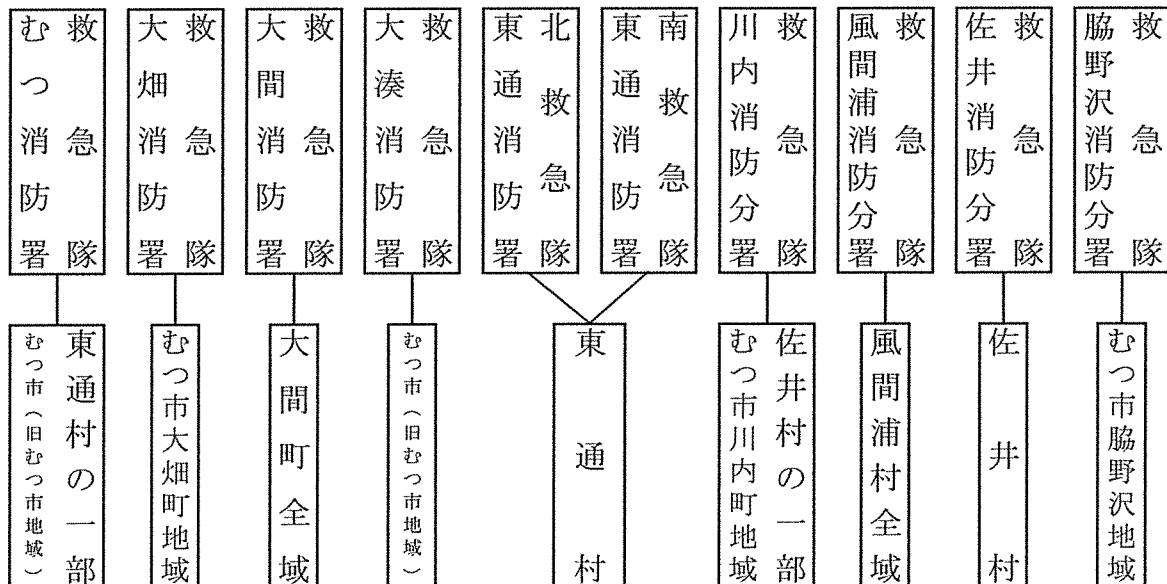 むつ消防署
救急隊
大畑消防署
救急隊
大間消防署
救急隊
大湊消防署
救急隊
東通消防署
北救急隊
東通消防署
南救急隊
川内消防分署
救急隊
風間浦消防分署
救急隊
佐井消防分署
救急隊
脇野沢消防分署
救急隊
むつ市（旧むつ市地域）
東通村の一部
むつ市大畑町地域
大間町全域
むつ市（旧むつ市地域）
東通村
むつ市川内町地域
佐井村の一部
風間浦村全域
佐井村
むつ市脇野沢地域